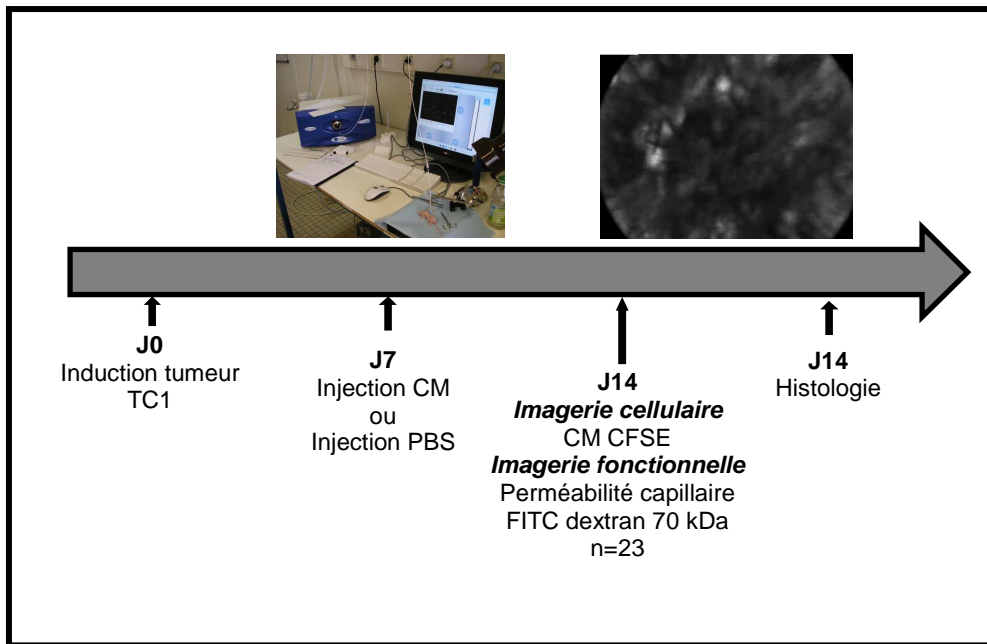 J0
Induction tumeur
TC1
J7
Injection CM
ou
Injection PBS
J14
Imagerie cellulaire
CM CFSE
Imagerie fonctionnelle
Perméabilité capillaire
FITC dextran 70 kDa
n=23
J14
Histologie